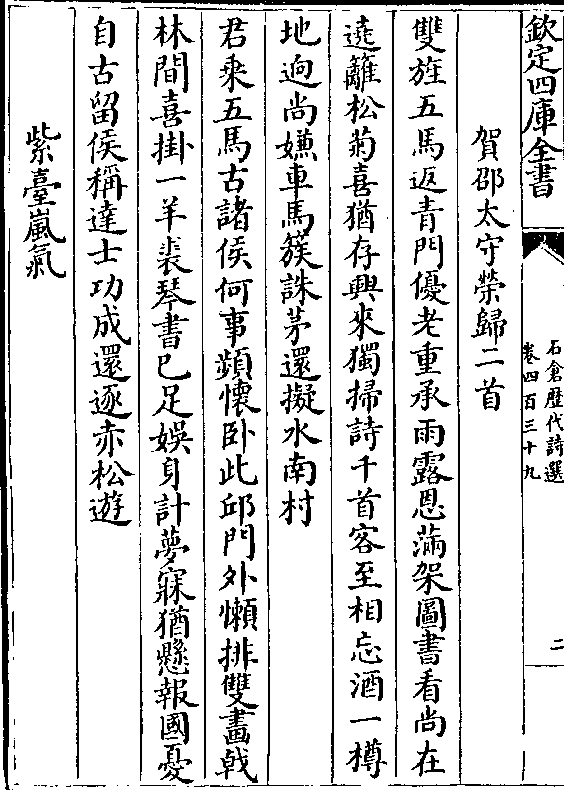 欽定四庫全書
石倉歷代詩選
卷四百三十九
二
賀邵太守榮歸二首
雙旌五馬返青門優老重承雨露恩滿架圖書看尚在
遶籬松菊喜猶存興來獨掃詩千首客至相忘酒一樽
地逈尚嫌車馬簇誅茅還擬水南村
君乘五馬古諸侯何事頻懷卧此邱門外懶排雙畫戟
林間喜掛一羊裘琴書已足娛身計夢寐猶懸報國憂
自古留侯稱達士功成還逐赤松遊
紫臺嵐氣